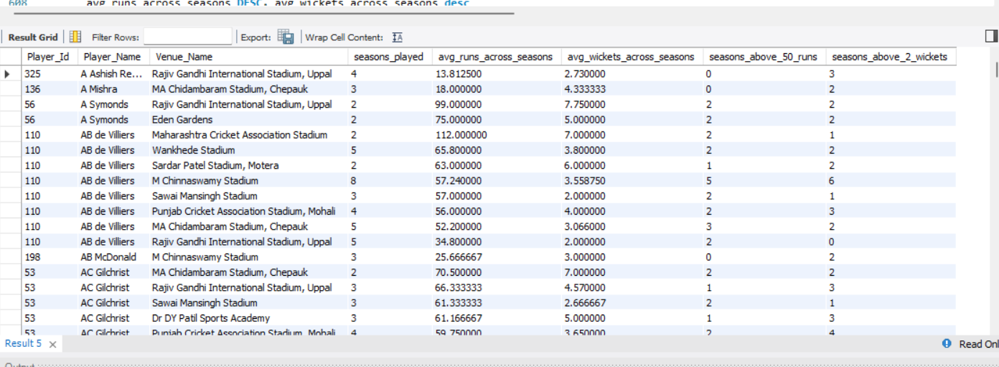 608 avg_runs_across_seasons DESC, avg_wickets_across_seasons desc
Result Grid Filter Rows: Export: Wrap Cell Content:
Player_Id Player_Name Venue_Name seasons_played avg_runs_across_seasons avg_wickets_across_seasons seasons_above_50_runs seasons_above_2_wickets
325 A Ashish Re... Rajiv Gandhi International Stadium, Uppal 4 13.812500 2.730000 0 3
136 A Mishra MA Chidambaram Stadium, Chepauk 3 18.000000 4.333333 0 2
56 A Symonds Rajiv Gandhi International Stadium, Uppal 2 99.000000 7.750000 2 2
56 A Symonds Eden Gardens 2 75.000000 5.000000 2 2
110 AB de Villiers Maharashtra Cricket Association Stadium 2 112.000000 7.000000 2 1
110 AB de Villiers Wankhede Stadium 5 65.800000 3.800000 2 2
110 AB de Villiers Sardar Patel Stadium, Motera 2 63.000000 6.000000 1 2
110 AB de Villiers M Chinnaswamy Stadium 8 57.240000 3.558750 5 6
110 AB de Villiers Sawai Mansingh Stadium 3 57.000000 2.000000 2 1
110 AB de Villiers Punjab Cricket Association Stadium, Mohali 4 56.000000 4.000000 2 3
110 AB de Villiers MA Chidambaram Stadium, Chepauk 5 52.200000 3.066000 3 2
110 AB de Villiers Rajiv Gandhi International Stadium, Uppal 5 34.800000 2.000000 2 0
198 AB McDonald M Chinnaswamy Stadium 3 25.666667 3.000000 0 2
53 AC Gilchrist MA Chidambaram Stadium, Chepauk 2 70.500000 7.000000 2 2
53 AC Gilchrist Rajiv Gandhi International Stadium, Uppal 3 66.333333 4.570000 1 3
53 AC Gilchrist Sawai Mansingh Stadium 3 61.333333 2.666667 2 1
53 AC Gilchrist Dr DY Patil Sports Academy 3 61.166667 5.000000 1 3
53 AC Gilchrist Punjab Cricket Association Stadium, Mohali 4 59.750000 3.650000 2 4
Result 5 Read Onl
Output